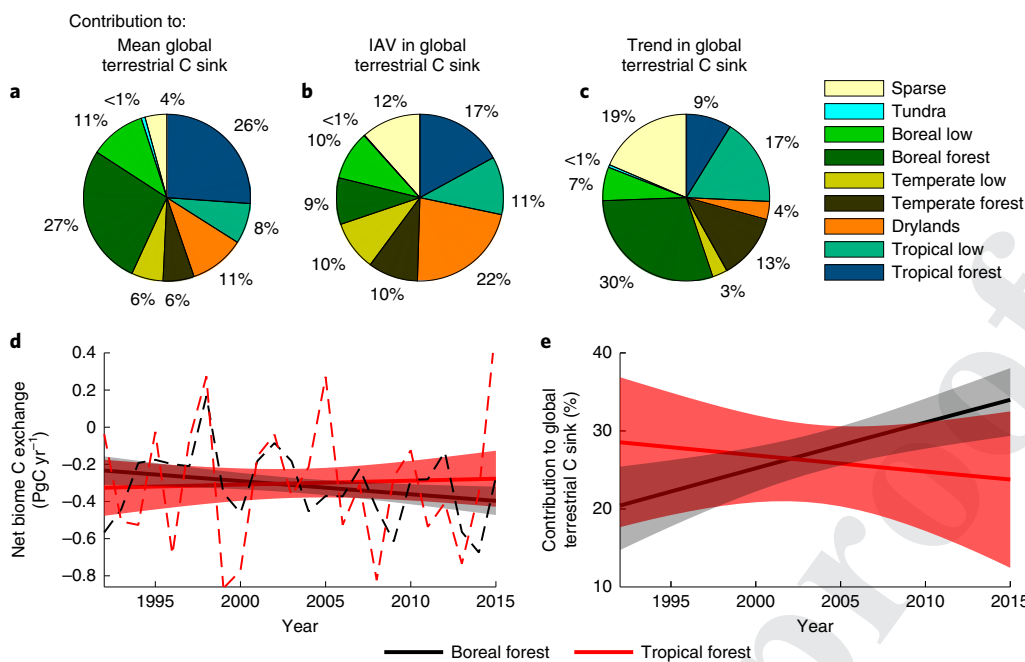 Contribution to:
Mean global
terrestrial C sink
IAV in global
terrestrial C sink
Trend in global
terrestrial C sink
a
<1%
4%
11%
26%
27%
8%
6%
6%
11%
b
<1%
12%
17%
10%
9%
11%
10%
10%
22%
c
19%
9%
<1%
17%
7%
4%
30%
3%
13%
Sparse
Tundra
Boreal low
Boreal forest
Temperate low
Temperate forest
Drylands
Tropical low
Tropical forest
d
Net biome C exchange
(PgC yr⁻¹)
0.4
0.2
0
−0.2
−0.4
−0.6
−0.8
1995
2000
2005
2010
2015
Year
e
Contribution to global
terrestrial C sink (%)
40
30
20
10
1995
2000
2005
2010
2015
Year
Boreal forest
Tropical forest
proof